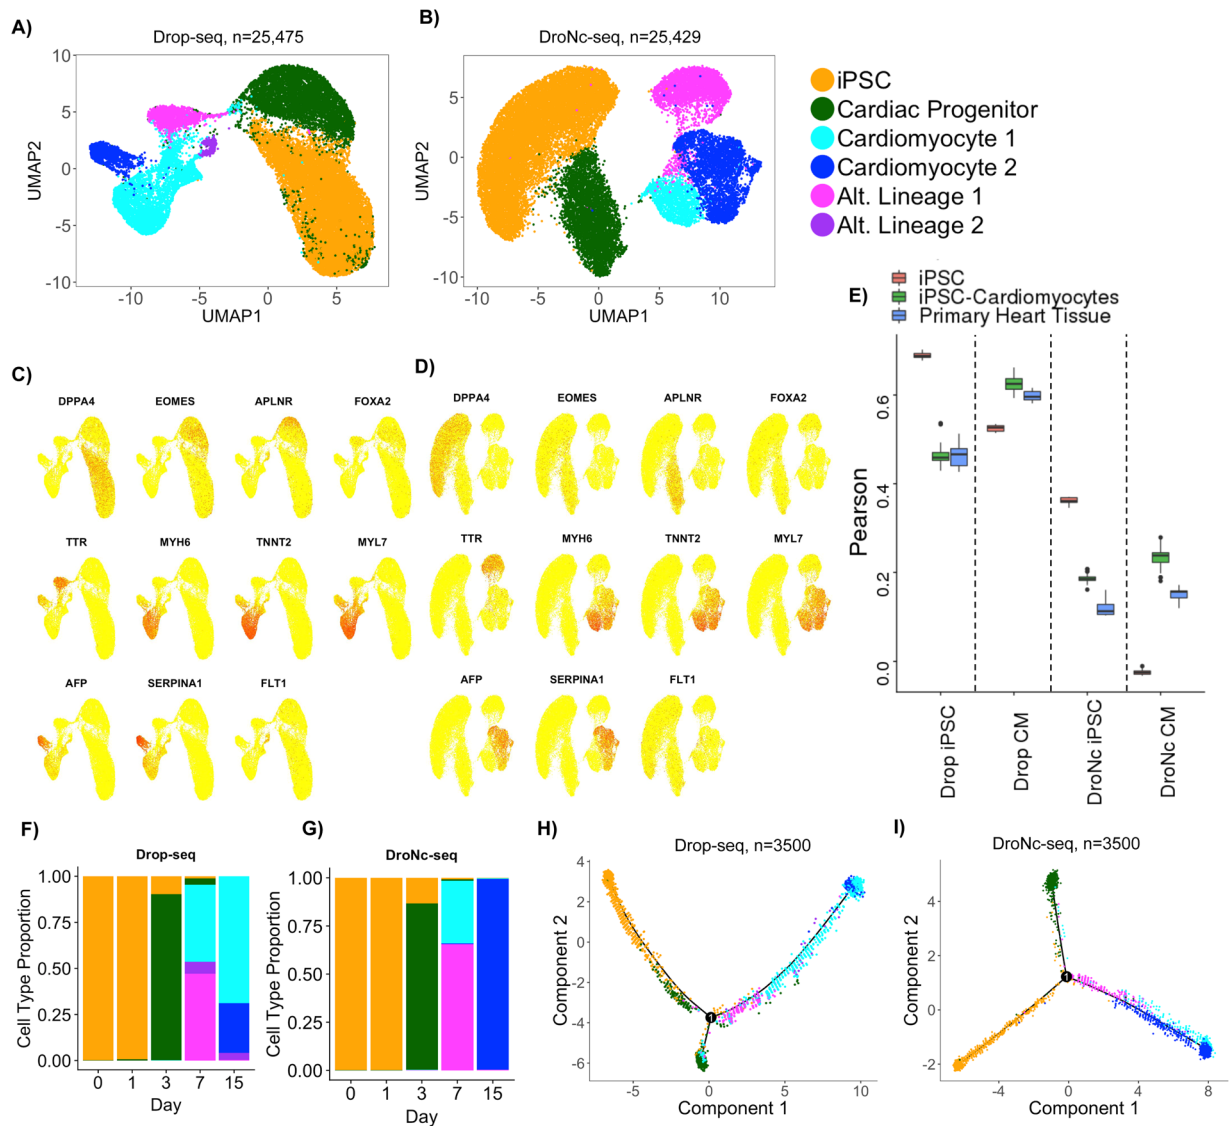 A)
Drop-seq, n=25,475
10
5
0
-5
-10
UMAP2
-10
-5
0
5
UMAP1
B)
DroNc-seq, n=25,429
5
0
-5
-10
UMAP2
-10
-5
0
5
10
UMAP1
iPSC
Cardiac Progenitor
Cardiomyocyte 1
Cardiomyocyte 2
Alt. Lineage 1
Alt. Lineage 2
C)
DPPA4 EOMES APLNR FOXA2
TTR MYH6 TNNT2 MYL7
AFP SERPINA1 FLT1
D)
DPPA4 EOMES APLNR FOXA2
TTR MYH6 TNNT2 MYL7
AFP SERPINA1 FLT1
E)
iPSC
iPSC-Cardiomyocytes
Primary Heart Tissue
Pearson
0.6
0.4
0.2
0.0
Drop iPSC
Drop CM
DroNc iPSC
DroNc CM
F)
Drop-seq
Cell Type Proportion
1.00
0.75
0.50
0.25
0.00
0 1 3 7 15
Day
G)
DroNc-seq
Cell Type Proportion
1.00
0.75
0.50
0.25
0.00
0 1 3 7 15
Day
H)
Drop-seq, n=3500
Component 2
4
2
0
-2
-4
-6
1
-5 0 5 10
Component 1
I)
DroNc-seq, n=3500
Component 2
4
2
0
-2
1
-4 0 4 8
Component 1